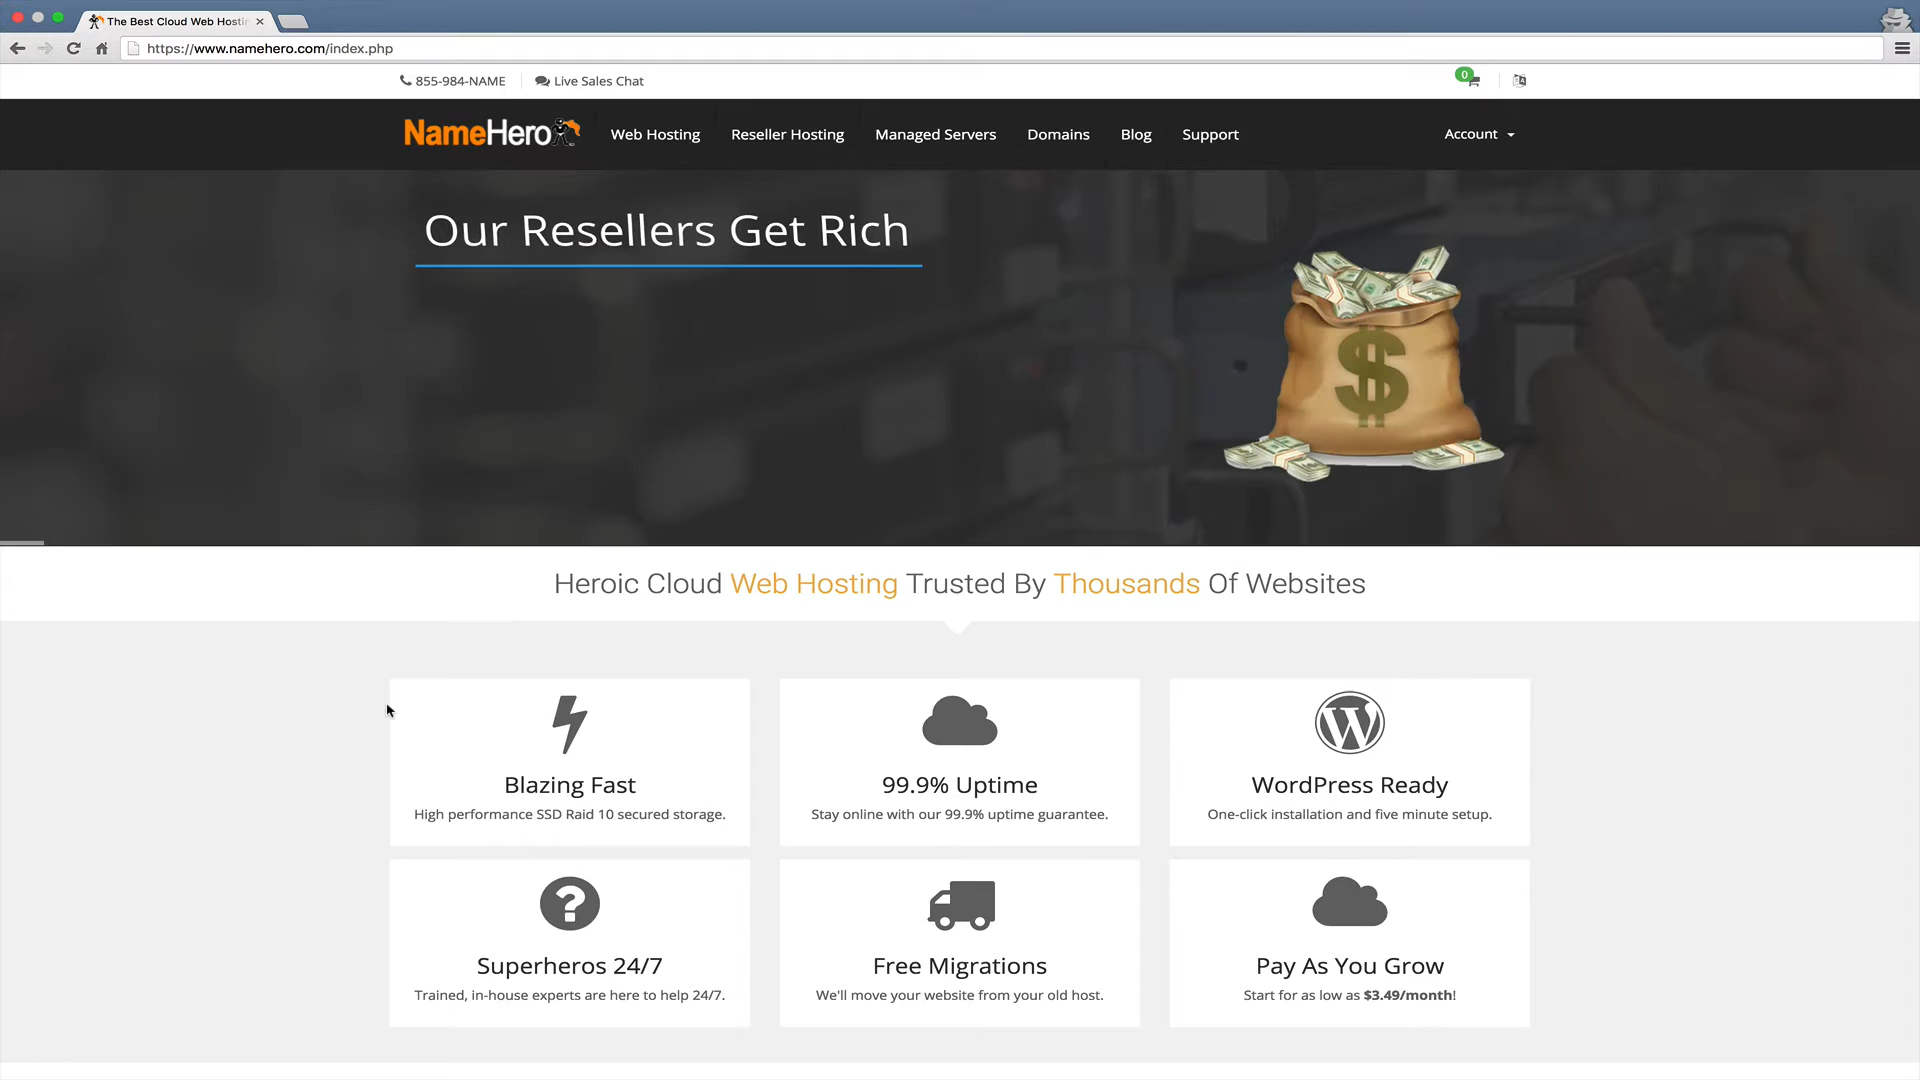 The Best Cloud Web Hostin
https://www.namehero.com/index.php
855-984-NAME
Live Sales Chat
0
NameHero
Web Hosting
Reseller Hosting
Managed Servers
Domains
Blog
Support
Account
Our Resellers Get Rich
$
Heroic Cloud Web Hosting Trusted By Thousands Of Websites
Blazing Fast
High performance SSD Raid 10 secured storage.
99.9% Uptime
Stay online with our 99.9% uptime guarantee.
WordPress Ready
One-click installation and five minute setup.
Superheros 24/7
Trained, in-house experts are here to help 24/7.
Free Migrations
We'll move your website from your old host.
Pay As You Grow
Start for as low as $3.49/month!